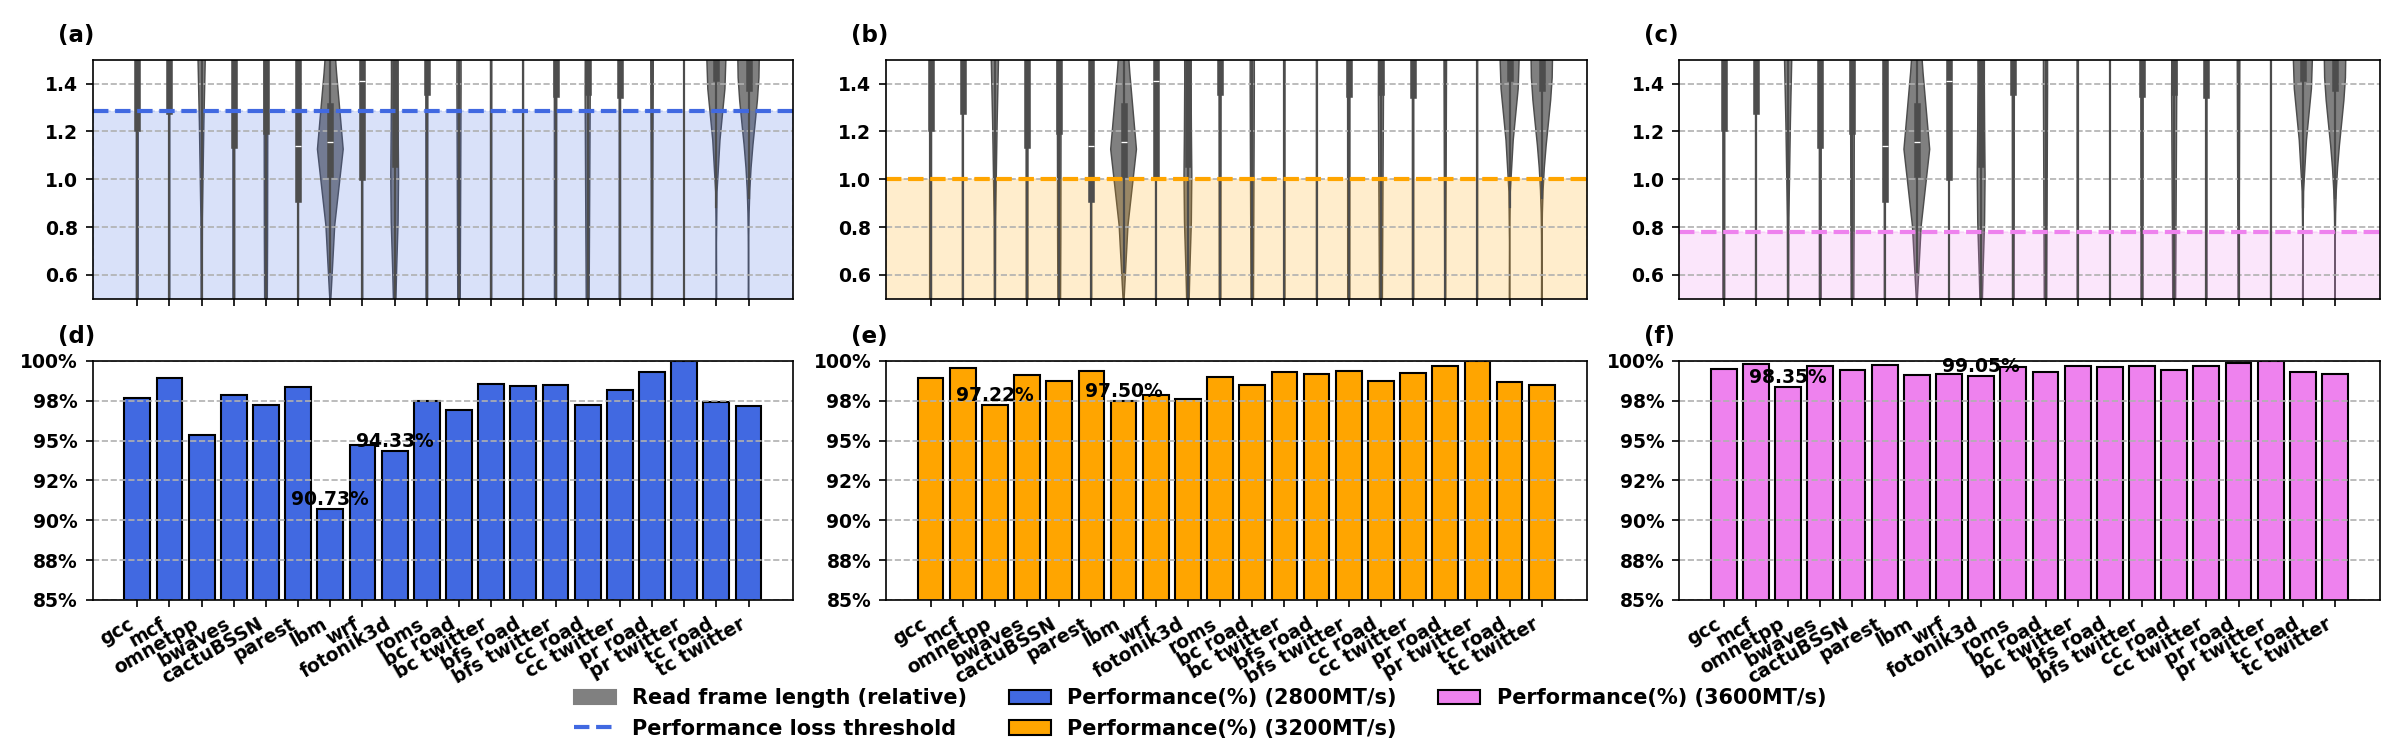 (a) (b) (c)
1.4 1.4 1.4
1.2 1.2 1.2
1.0 1.0 1.0
0.8 0.8 0.8
0.6 0.6 0.6
(d) (e) (f)
100% 100% 100%
98% 98% 98%
95% 95% 95%
92% 92% 92%
90% 90% 90%
88% 88% 88%
85% 85% 85%
90.73% 94.33% 97.22% 97.50% 98.35% 99.05%
gcc mcf omnetpp bwaves cactuBSSN parest lbm wrf fotonik3d roms bc road bc twitter bfs road bfs twitter cc road cc twitter pr road pr twitter tc road tc twitter
gcc mcf omnetpp bwaves cactuBSSN parest lbm wrf fotonik3d roms bc road bc twitter bfs road bfs twitter cc road cc twitter pr road pr twitter tc road tc twitter
gcc mcf omnetpp bwaves cactuBSSN parest lbm wrf fotonik3d roms bc road bc twitter bfs road bfs twitter cc road cc twitter pr road pr twitter tc road tc twitter
Read frame length (relative) Performance(%) (2800MT/s) Performance(%) (3600MT/s)
Performance loss threshold Performance(%) (3200MT/s)